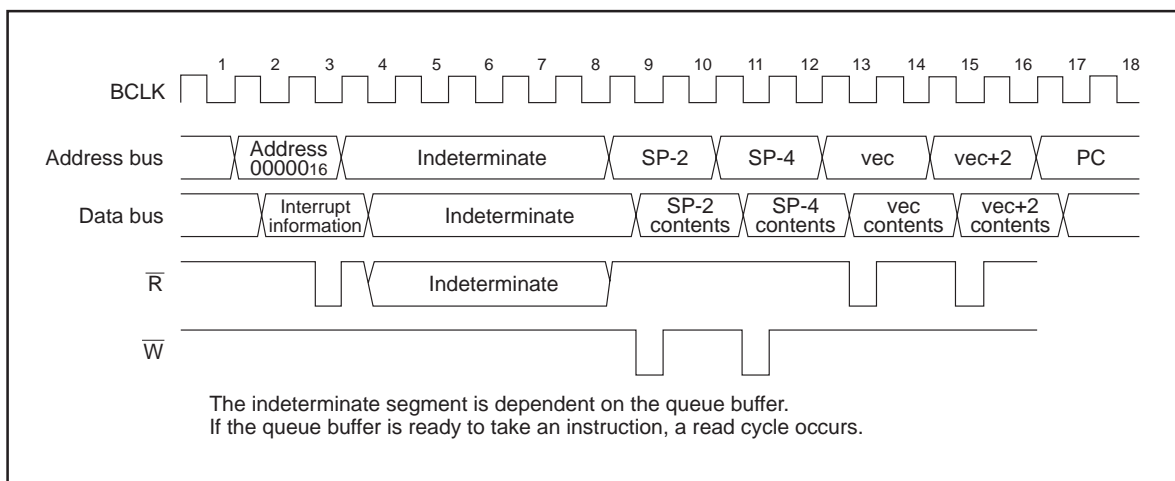 1 2 3 4 5 6 7 8 9 10 11 12 13 14 15 16 17 18
BCLK
Address bus
Address
0000016
Indeterminate
SP-2
SP-4
vec
vec+2
PC
Data bus
Interrupt
information
Indeterminate
SP-2
contents
SP-4
contents
vec
contents
vec+2
contents
R
Indeterminate
W
The indeterminate segment is dependent on the queue buffer.
If the queue buffer is ready to take an instruction, a read cycle occurs.